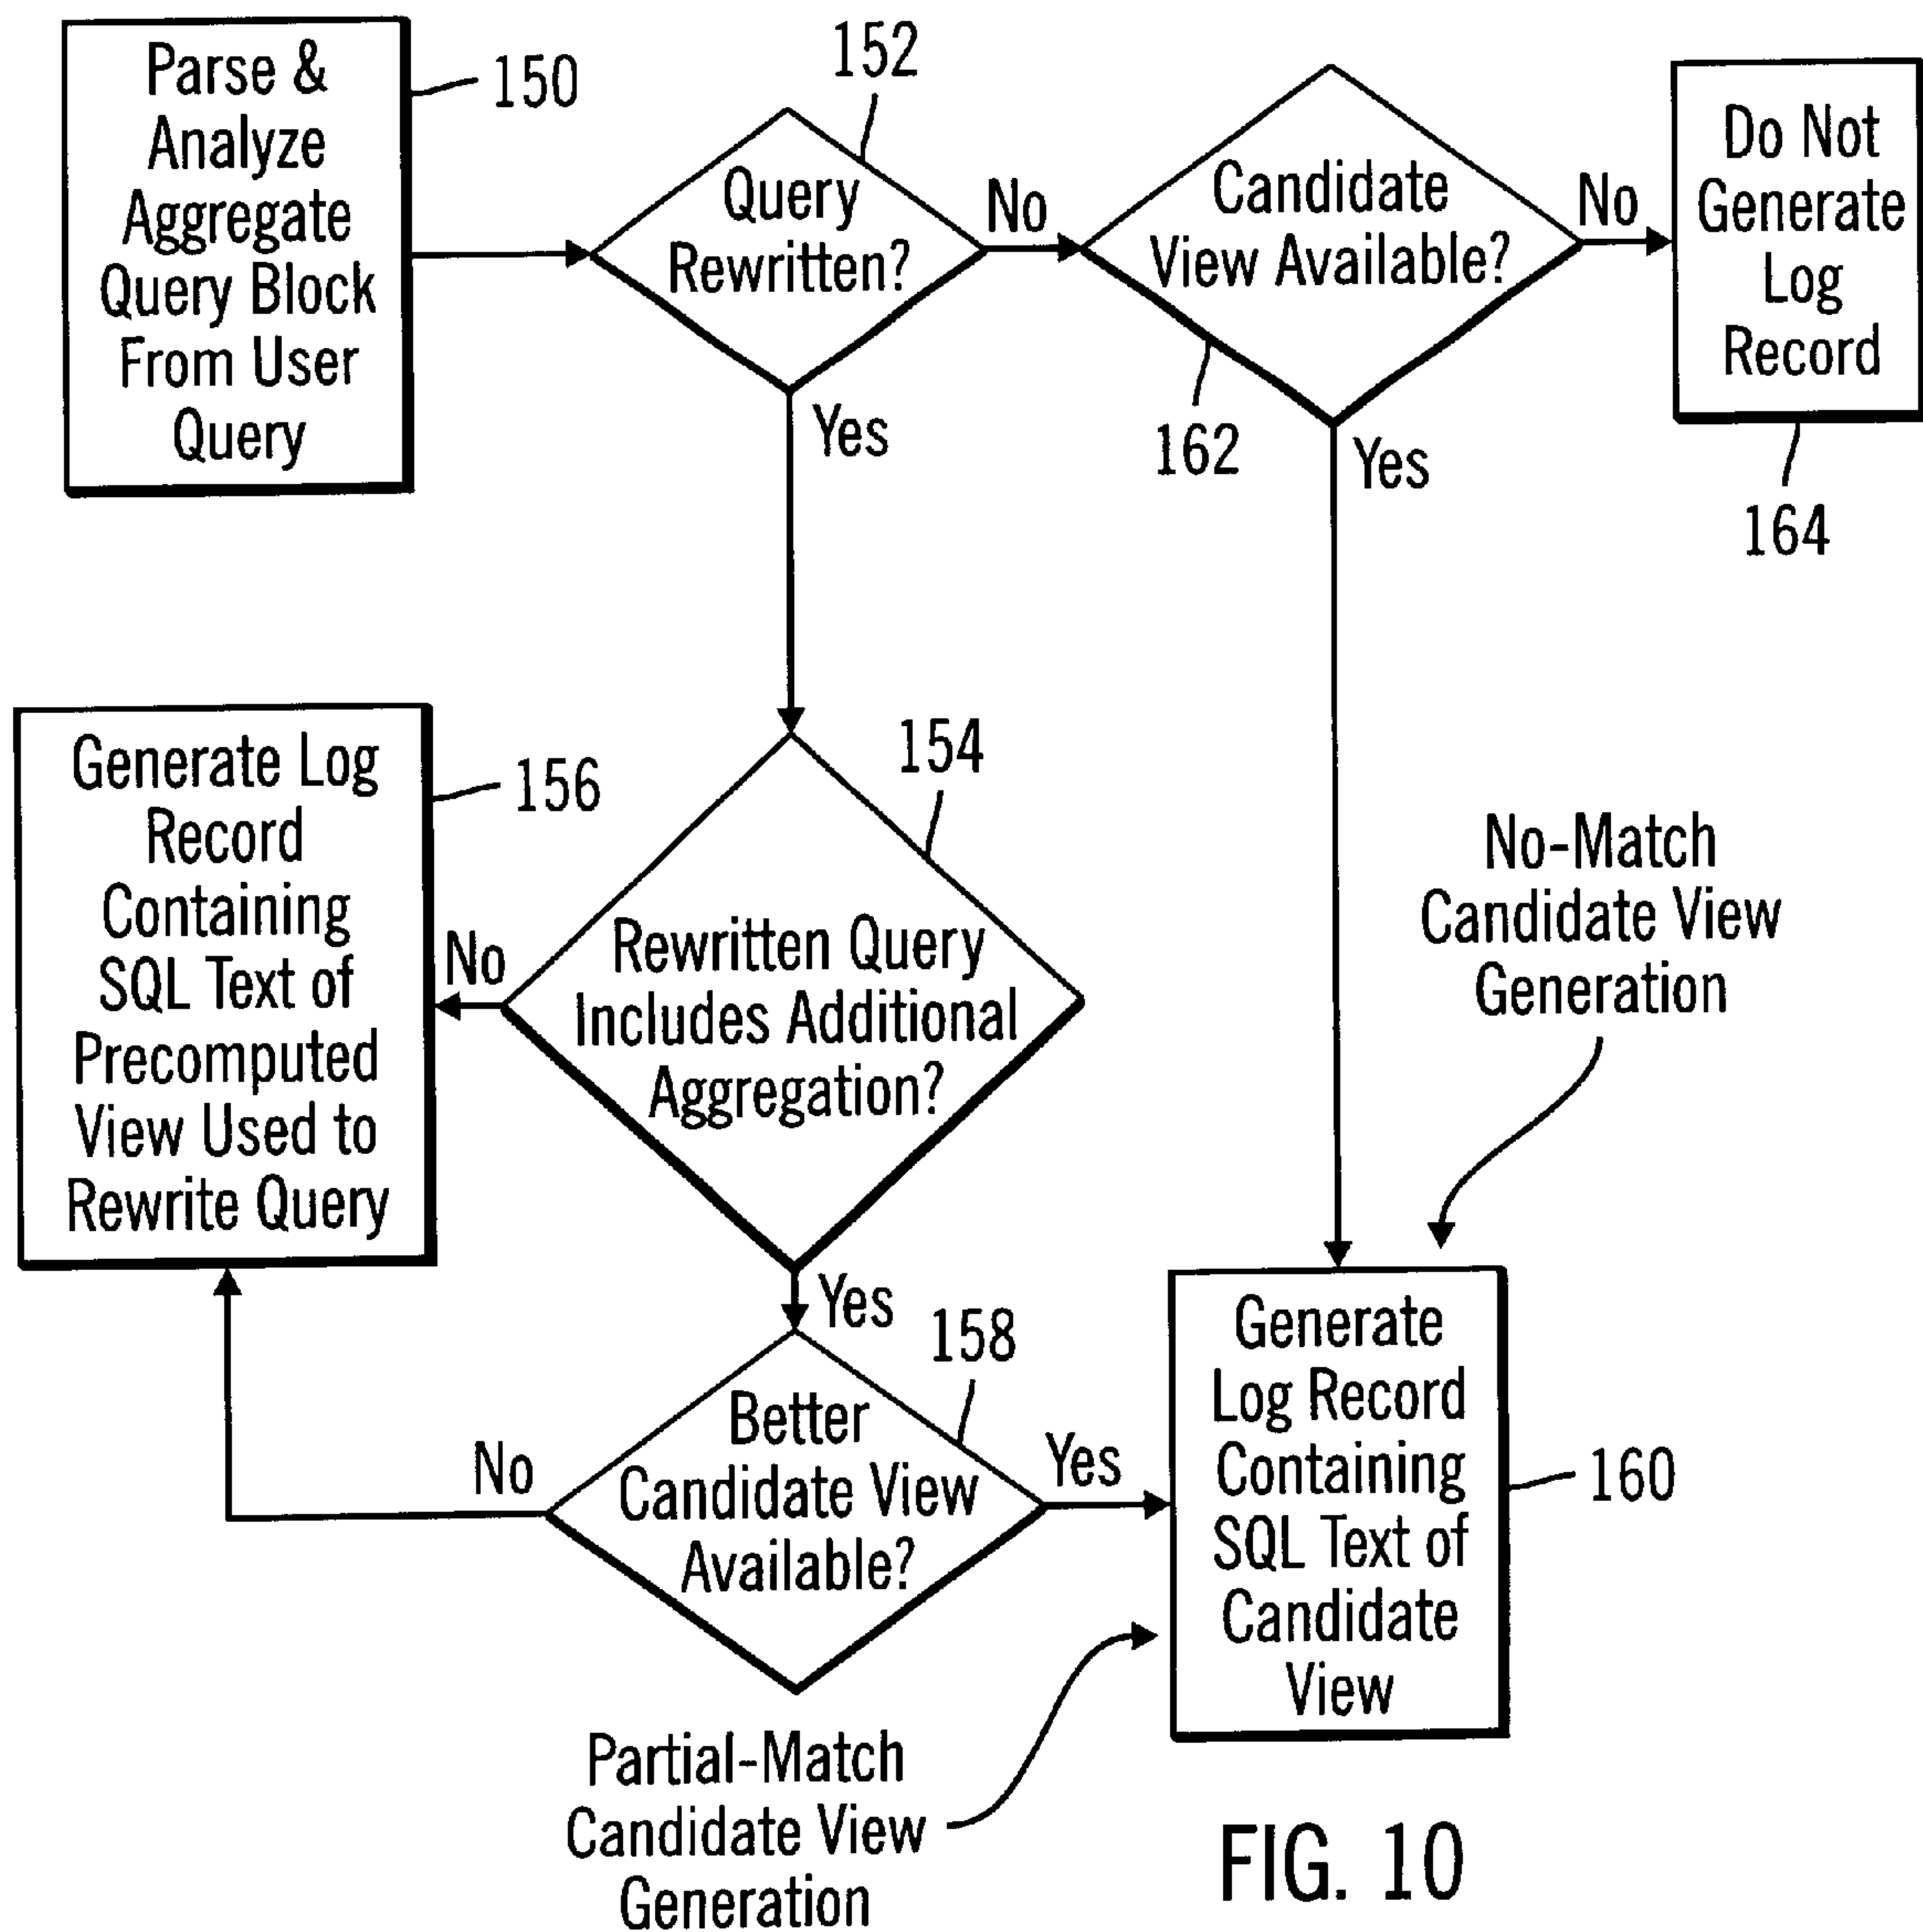 Parse &
Analyze
Aggregate
Query Block
From User
Query
150
152
Query
Rewritten?
No
Yes
Candidate
View Available?
162
No
Yes
Do Not
Generate
Log
Record
164
Generate Log
Record
Containing
SQL Text of
Precomputed
View Used to
Rewrite Query
156
No
154
Rewritten Query
Includes Additional
Aggregation?
Yes
No-Match
Candidate View
Generation
158
Better
Candidate View
Available?
No
Yes
Generate
Log Record
Containing
SQL Text of
Candidate
View
160
Partial-Match
Candidate View
Generation
FIG. 10